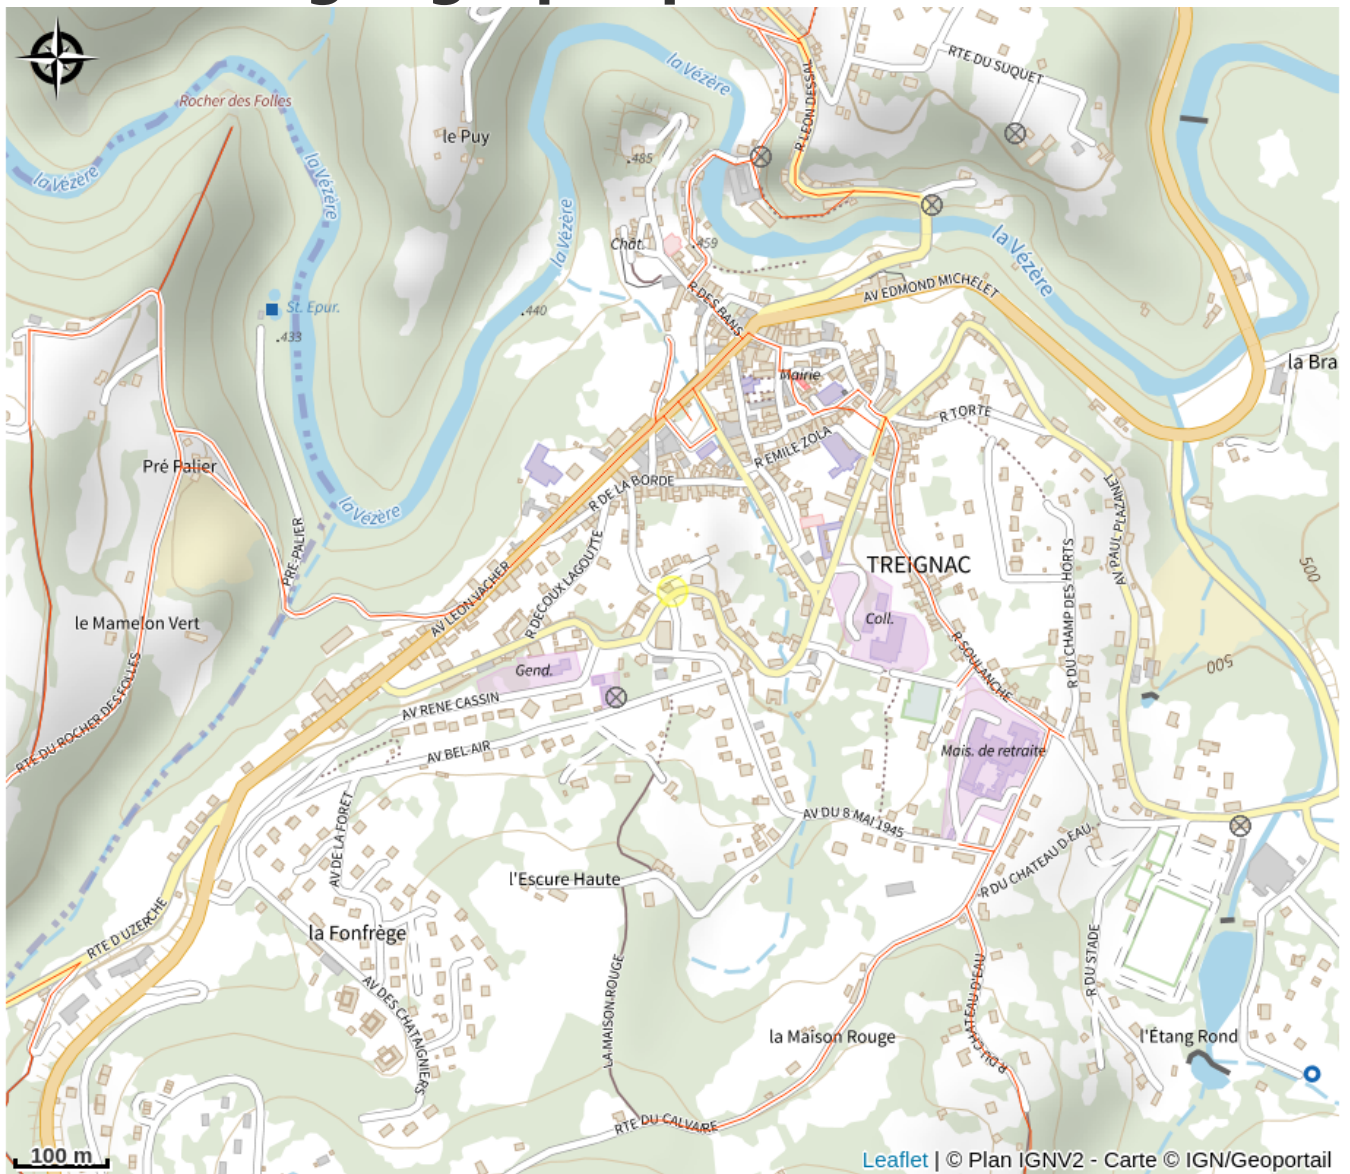 RTE DU SUQUET
la Vézère
R LEON DESSAL
Rocher des Folles
le Puy
.485
la Vézère
la Vézère
la Vézère
Chât.
.459
la Vézère
AV EDMOND MICHELET
R DES BANS
St. Epur.
.440
.433
la Bra
Mairie
R TORTE
R EMILE ZOLA
Pré Palier
R DE LA BORDE
la Vézère
AV PAUL PLAZANET
PRE-PALIER
TREIGNAC
500
R DECOUX LAGOUTTE
AV LEON VACHER
R DU CHAMP DES HORTS
le Mamelon Vert
Coll.
R SOULANCHE
500
Gend.
RTE DU ROCHER DES FOLLES
AV RENE CASSIN
AV BEL-AIR
Mais. de retraite
AV DE LA FORET
AV DU 8 MAI 1945
R DU CHATEAU D'EAU
l'Escure Haute
RTE D UZERCHE
la Fonfrège
R DU STADE
LA MAISON ROUGE
R DU CHATEAU D'EAU
AV DES CHATAIGNIERS
la Maison Rouge
l'Étang Rond
RTE DU CALVAIRE
100 m
Leaflet | © Plan IGNV2 - Carte © IGN/Geoportail